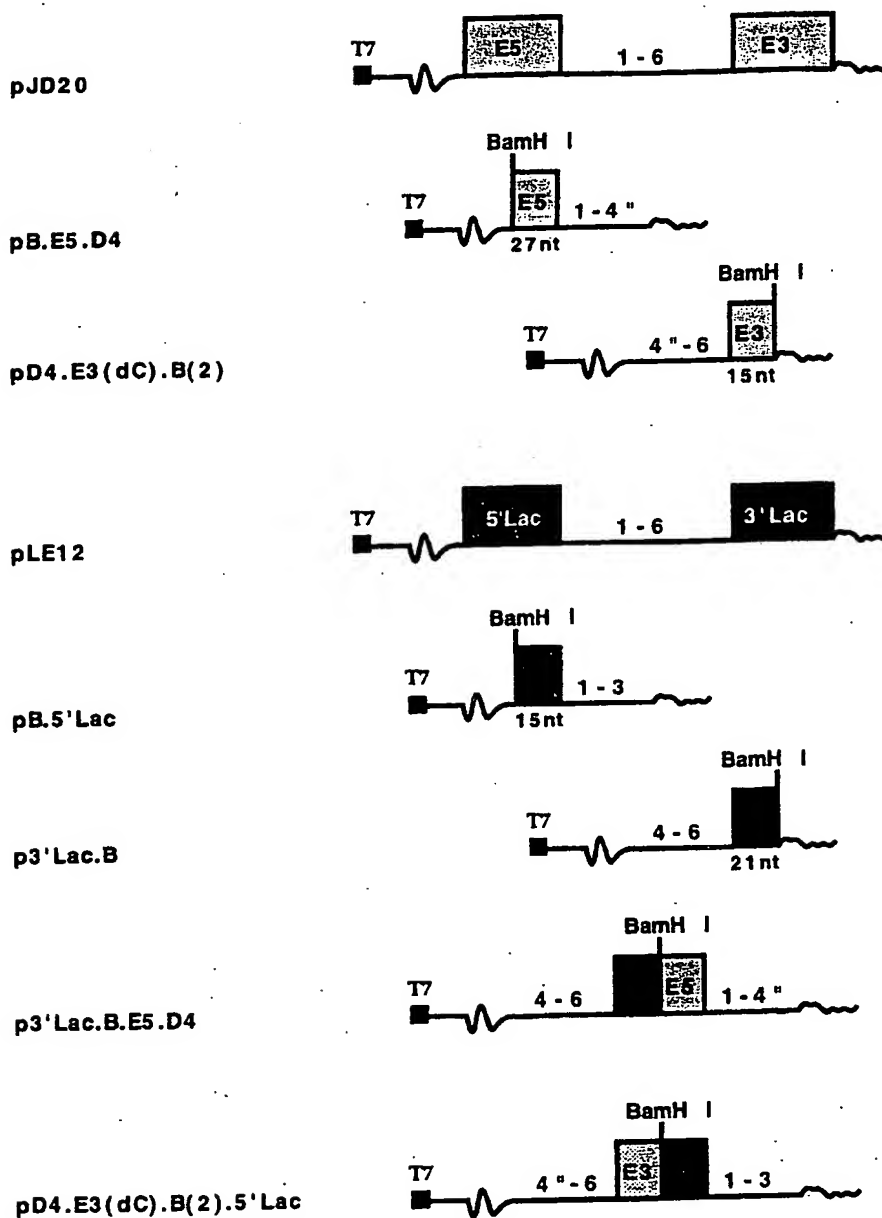 T7 E5 1 - 6 E3
pJD20
BamH I
T7 E5 1 - 4"
pB.E5.D4 27nt
BamH I
T7 4" - 6 E3
pD4.E3(dC).B(2) 15nt
T7 5'Lac 1 - 6 3'Lac
pLE12
BamH I
T7 1 - 3
pB.5'Lac 15nt
BamH I
T7 4 - 6
p3'Lac.B 21nt
BamH I
T7 4 - 6 E5 1 - 4"
p3'Lac.B.E5.D4
BamH I
T7 4" - 6 E3 1 - 3
pD4.E3(dC).B(2).5'Lac